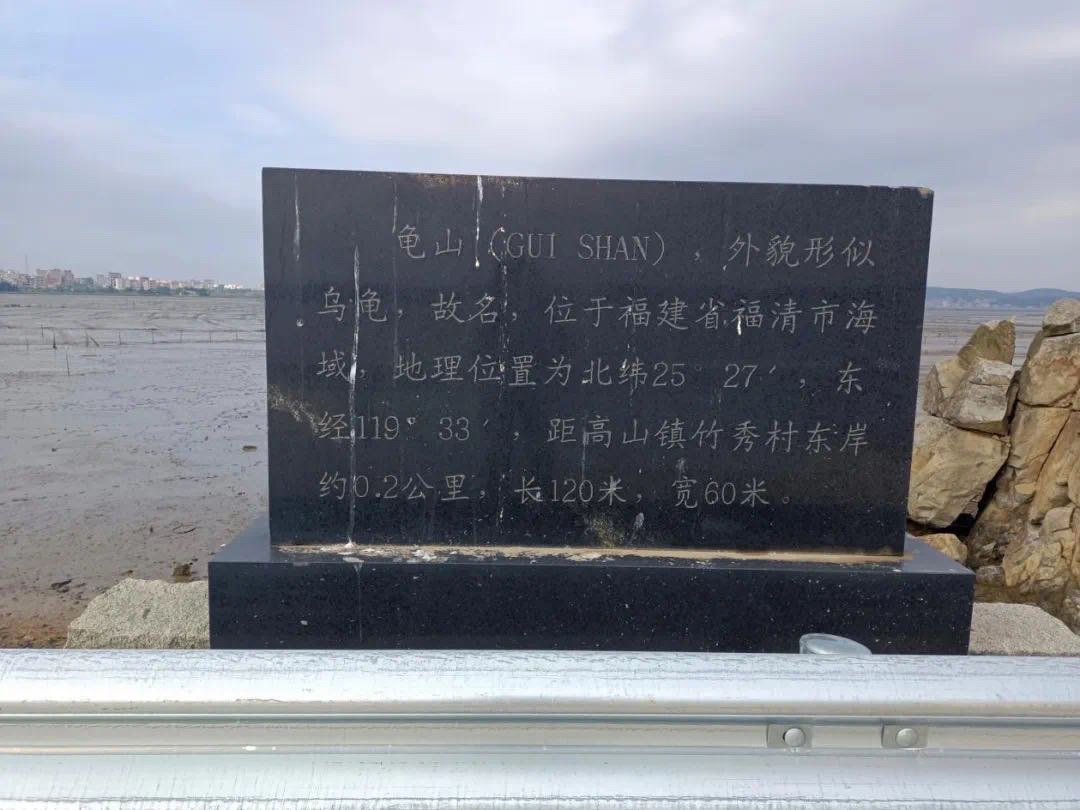 龟山（GUI SHAN），外貌形似
乌龟，故名，位于福建省福清市海
域，地理位置为北纬25°27′，东
经119°33′，距高山镇竹秀村东岸
约0.2公里，长120米，宽60米。